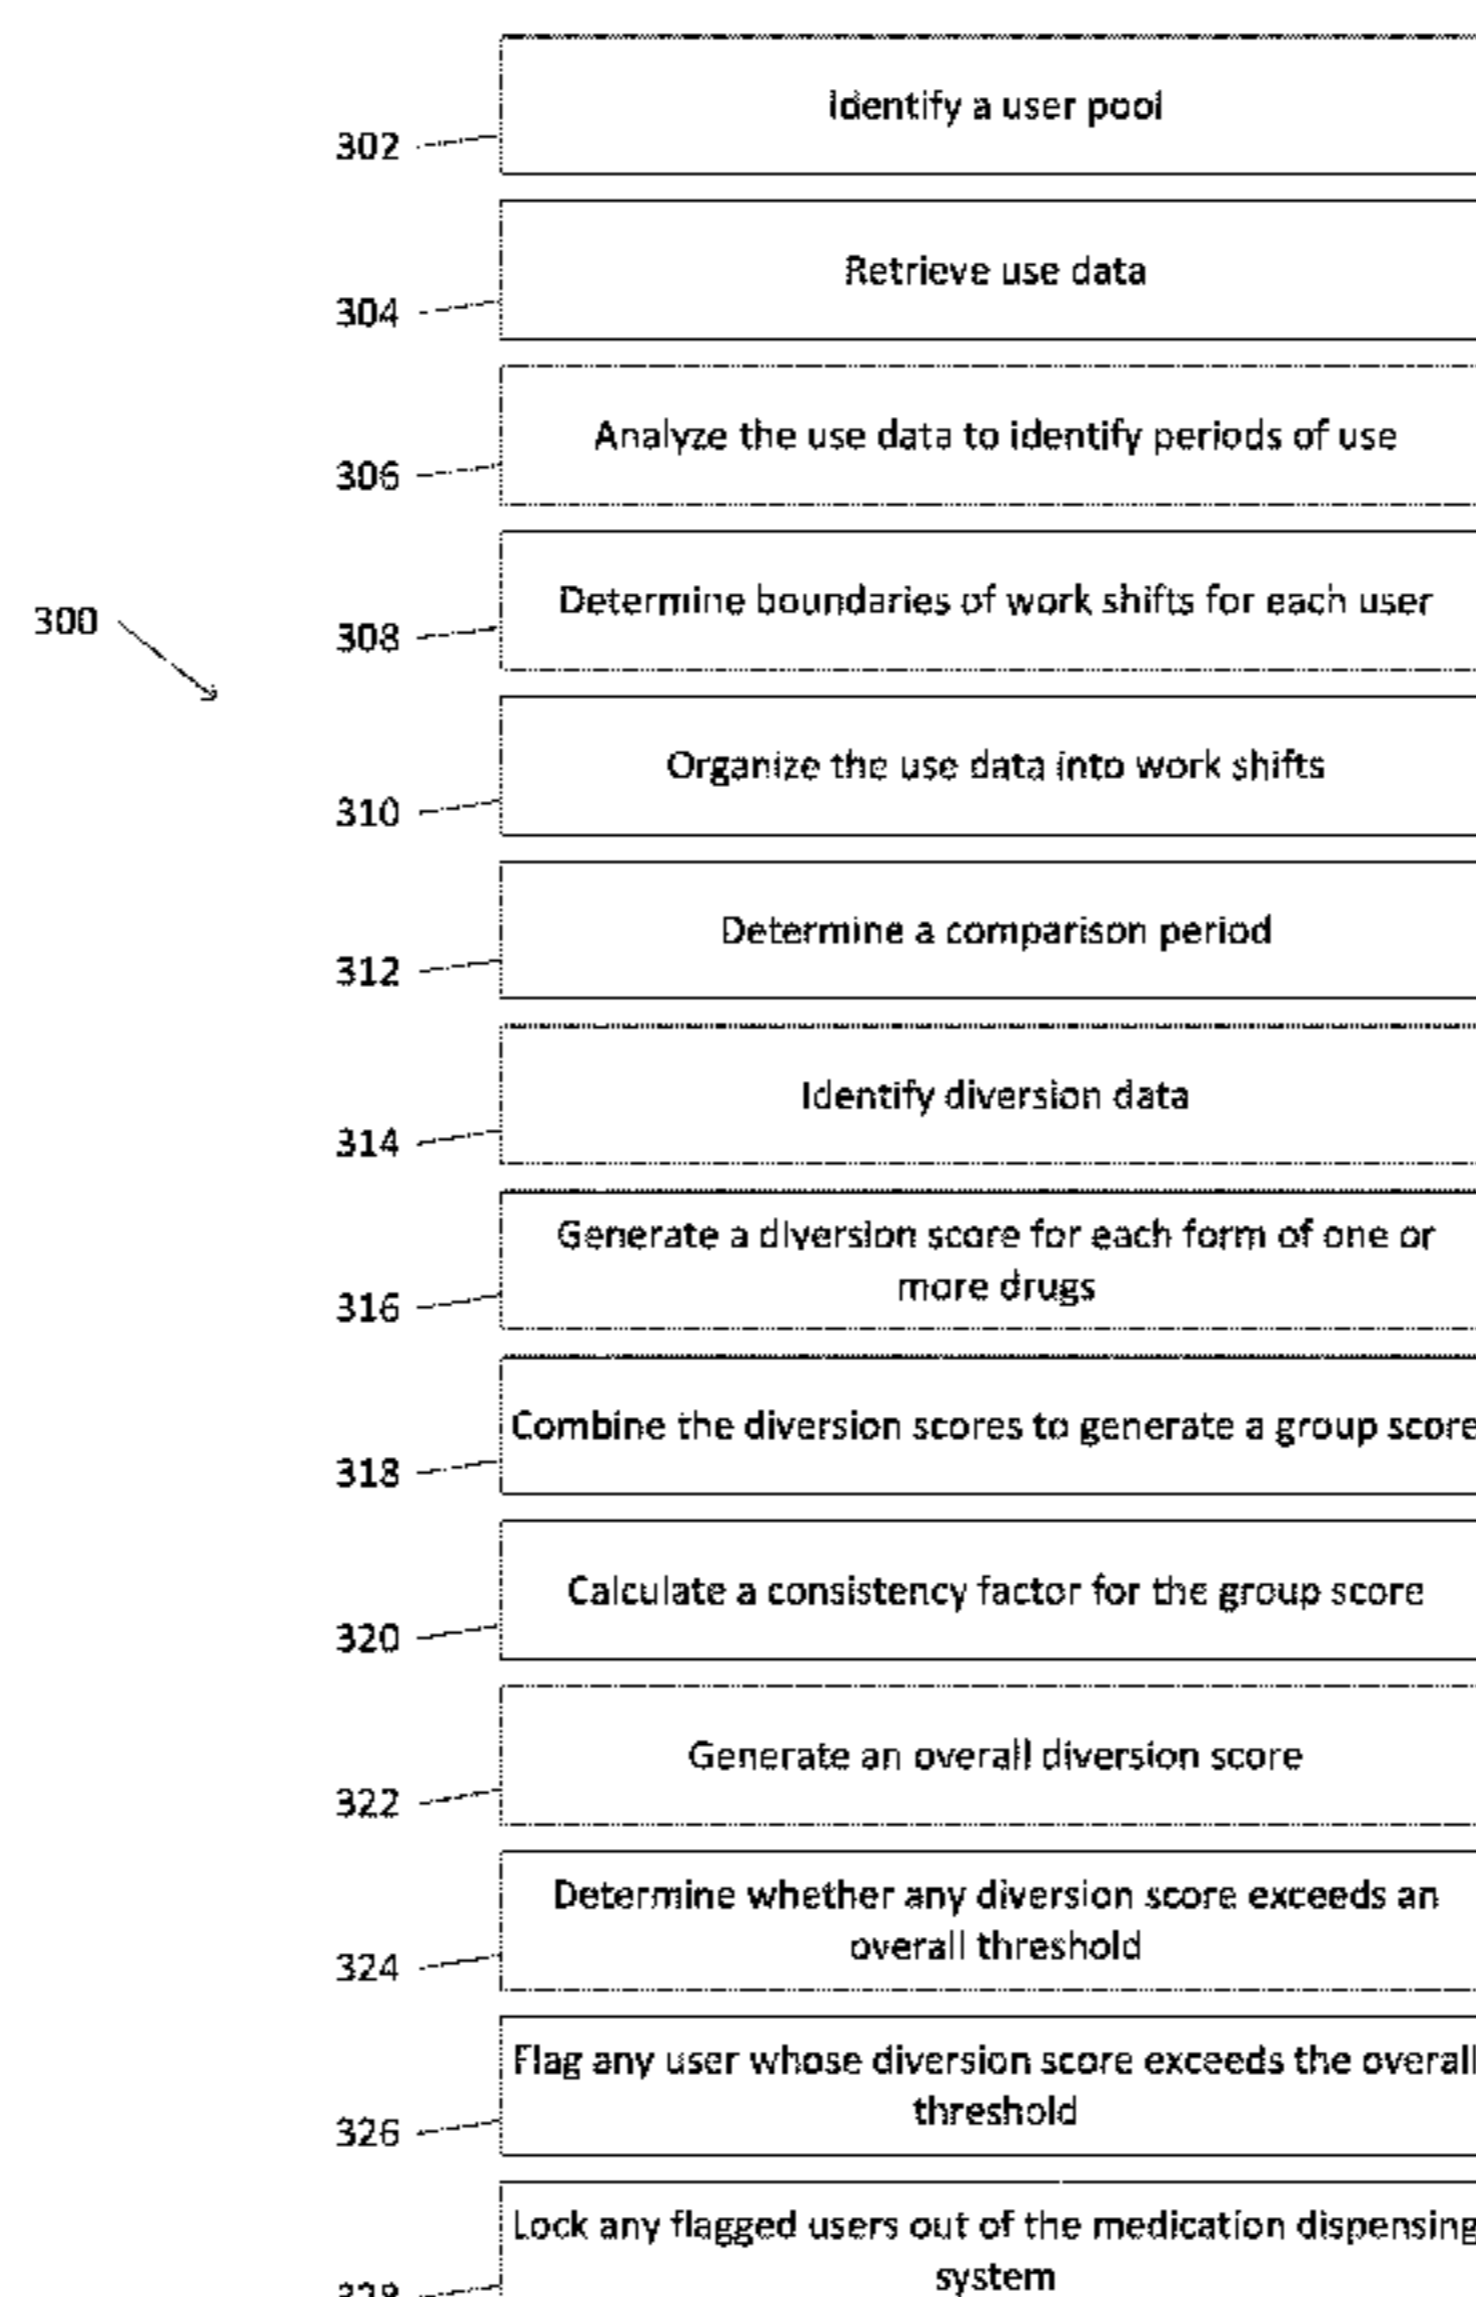 Identify a user pool
302
Retrieve use data
304
Analyze the use data to identify periods of use
306
Determine boundaries of work shifts for each user
300
308
Organize the use data into work shifts
310
Determine a comparison period
312
Identify diversion data
314
Generate a diversion score for each form of one or
more drugs
316
Combine the diversion scores to generate a group score
318
Calculate a consistency factor for the group score
320
Generate an overall diversion score
322
Determine whether any diversion score exceeds an
overall threshold
324
Flag any user whose diversion score exceeds the overall
threshold
326
Lock any flagged users out of the medication dispensing
system
328